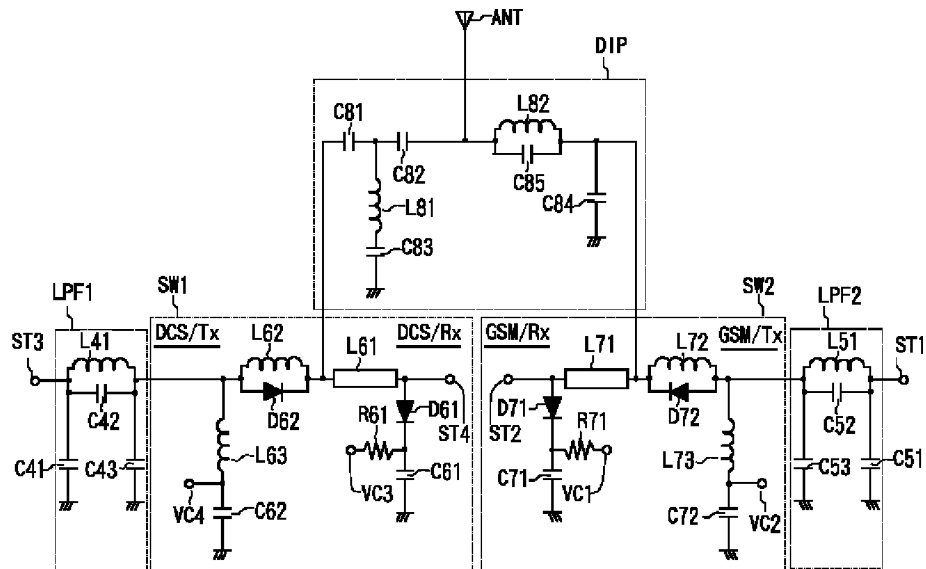 ANT
DIP
C81
L82
C82
C85
L81
C84
C83
LPF1
SW1
SW2
LPF2
ST3
L41
DCS/Tx
L62
DCS/Rx
L61
GSM/Rx
L71
L72
GSM/Tx
L51
ST1
C42
D62
R61
D61
ST4
ST2
D71
R71
D72
C52
C41
C43
L63
VC3
C61
C71
VC1
L73
C53
C51
VC4
C62
C72
VC2